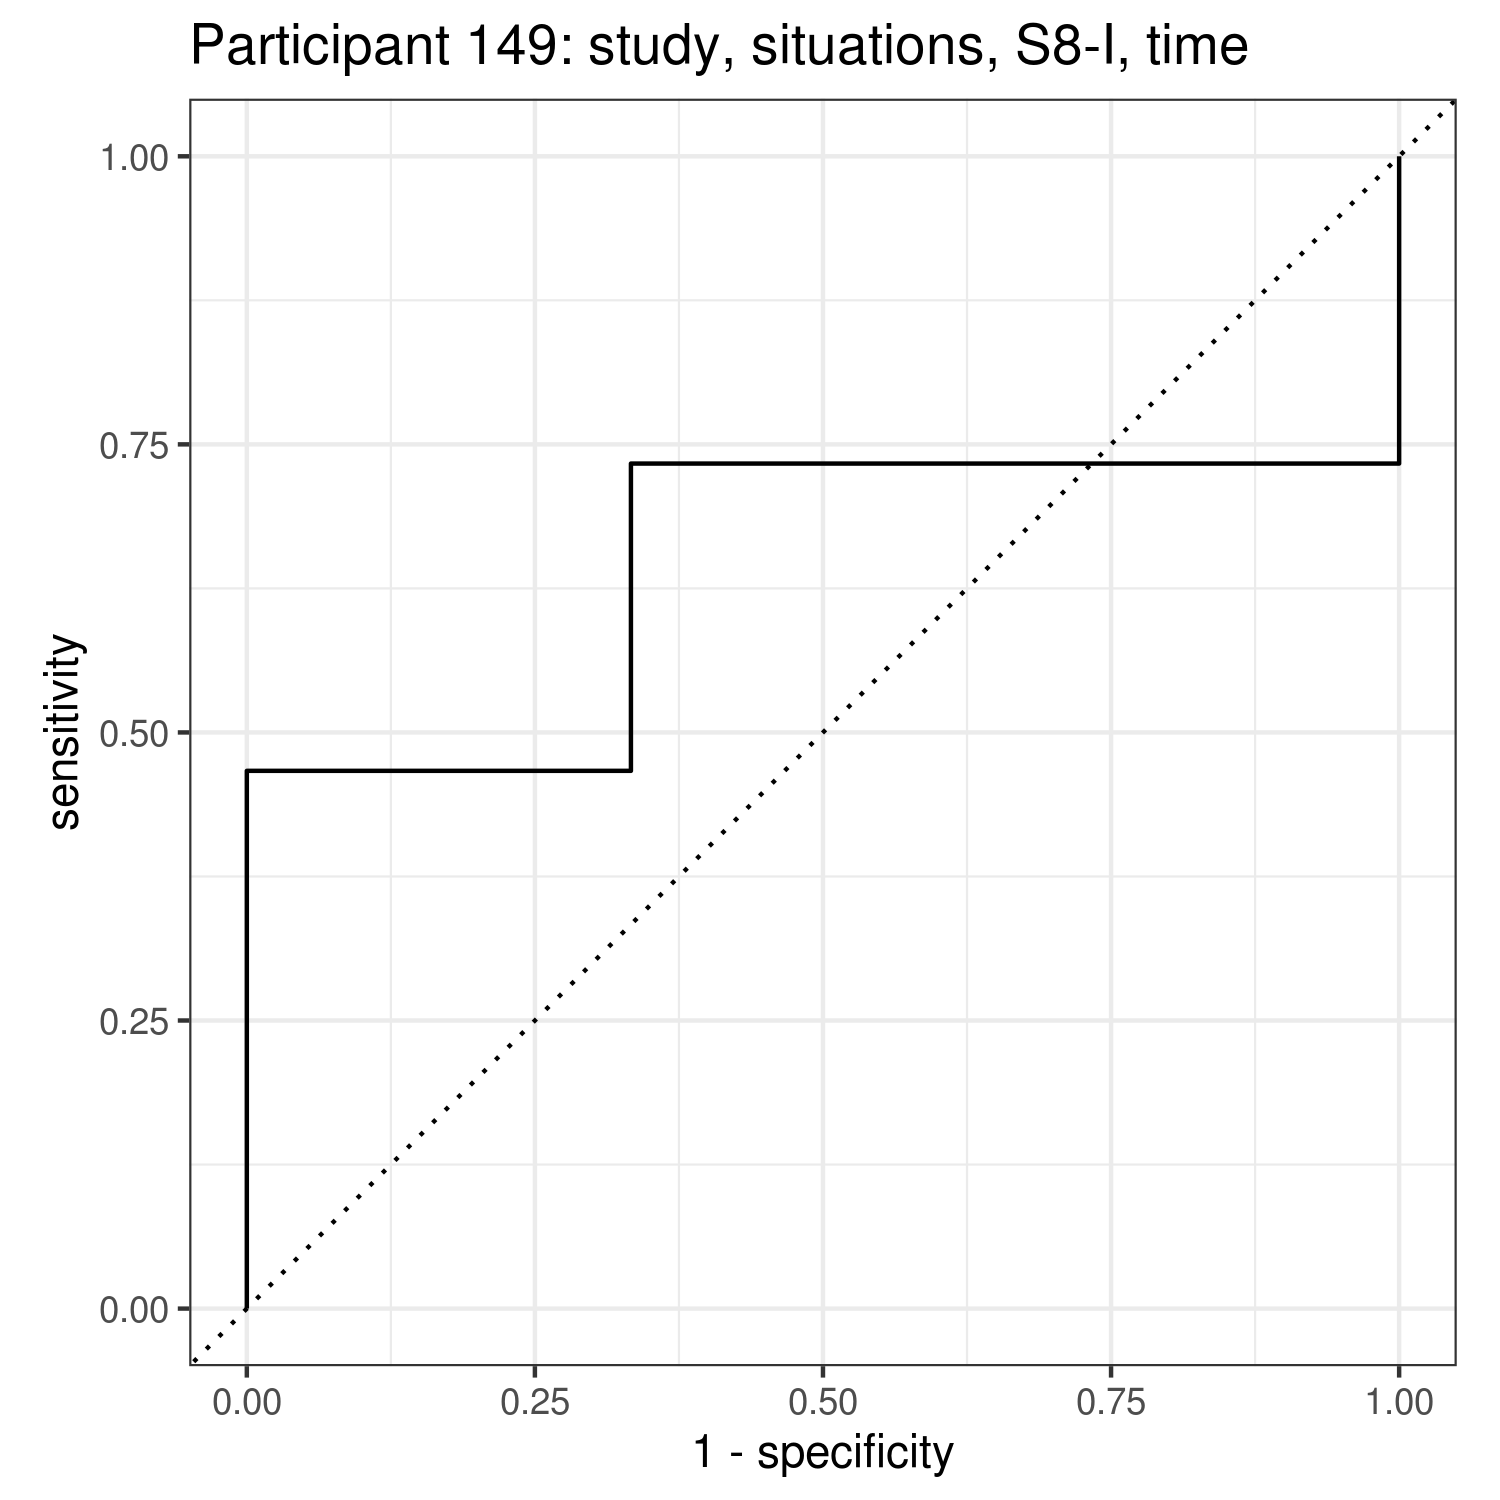 Participant 149: study, situations, S8-I, time
1.00
0.75
0.50
0.25
0.00
sensitivity
0.00 0.25 0.50 0.75 1.00
1 - specificity